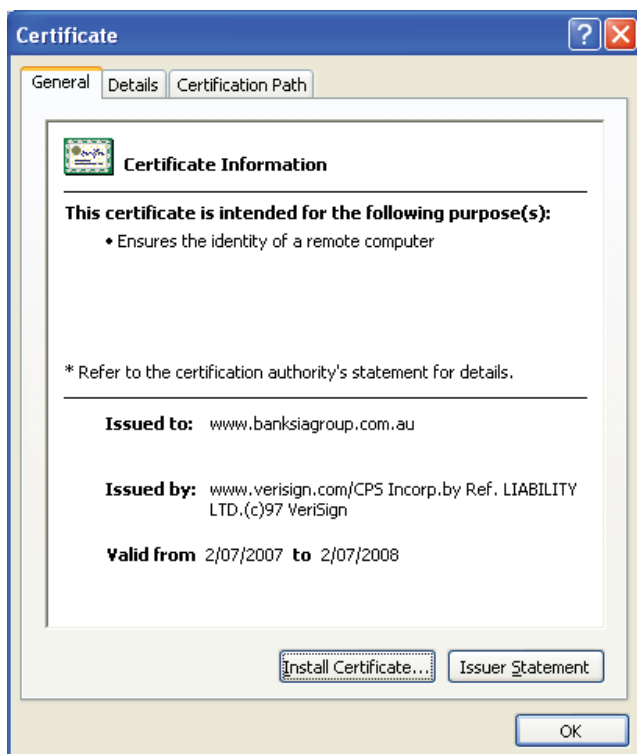 Certificate
General Details Certification Path
Certificate Information
This certificate is intended for the following purpose(s):
• Ensures the identity of a remote computer
* Refer to the certification authority's statement for details.
Issued to: www.banksiagroup.com.au
Issued by: www.verisign.com/CPS Incorp.by Ref. LIABILITY
LTD.(c)97 VeriSign
Valid from 2/07/2007 to 2/07/2008
Install Certificate... Issuer Statement
OK